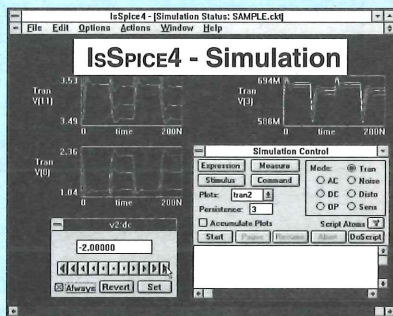 IsSpice4 - [Simulation Status: SAMPLE.ckt]
File Edit Options Actions Window Help
IsSPICE4 - Simulation
3.53
Tran
V(11)
3.49
0 time 200N
694M
Tran
V(3)
586M
0 time 200N
2.36
Tran
V(8)
1.04
0 time 200N
Simulation Control
Expression Measure
Stimulus Command
Plots: tran2
Persistence: 3
Accumulate Plots
Mode: Tran
AC Noise
DC Disto
OP Sens
Script Atoms
Start Pause Resume Abort DoScript
v2:dc
-2.00000
Always Revert Set